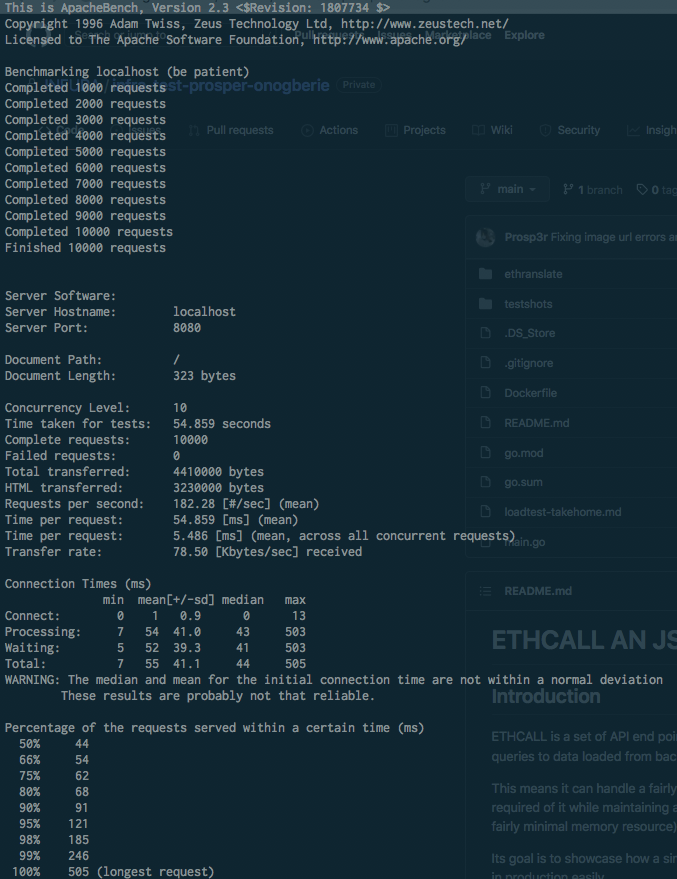 This is ApacheBench, Version 2.3 <$Revision: 1807734 $>
Copyright 1996 Adam Twiss, Zeus Technology Ltd, http://www.zeustech.net/
Licensed to The Apache Software Foundation, http://www.apache.org/
Search or jump to
Pull requests Issues Marketplace Explore
Benchmarking localhost (be patient)
infra-test-prosper-onogberie Private
Completed 1000 requests
Completed 2000 requests
Completed 3000 requests
Completed 4000 requests
Completed 5000 requests
Completed 6000 requests
Completed 7000 requests
Completed 8000 requests
Completed 9000 requests
Completed 10000 requests
Finished 10000 requests
Code Issues Pull requests Actions Projects Wiki Security Insigh
main 1 branch 0 tag
Prosp3r Fixing image url errors a
ethranslate
testshots
.DS_Store
.gitignore
Dockerfile
README.md
go.mod
go.sum
loadtest-takehome.md
main.go
Server Software:
Server Hostname: localhost
Server Port: 8080
Document Path: /
Document Length: 323 bytes
Concurrency Level: 10
Time taken for tests: 54.859 seconds
Complete requests: 10000
Failed requests: 0
Total transferred: 4410000 bytes
HTML transferred: 3230000 bytes
Requests per second: 182.28 [#/sec] (mean)
Time per request: 54.859 [ms] (mean)
Time per request: 5.486 [ms] (mean, across all concurrent requests)
Transfer rate: 78.50 [Kbytes/sec] received
Connection Times (ms)
min mean[+/-sd] median max
Connect: 0 1 0.9 0 13
Processing: 7 54 41.0 43 503
Waiting: 5 52 39.3 41 503
Total: 7 55 41.1 44 505
WARNING: The median and mean for the initial connection time are not within a normal deviation
These results are probably not that reliable.
Percentage of the requests served within a certain time (ms)
50% 44
66% 54
75% 62
80% 68
90% 91
95% 121
98% 185
99% 246
100% 505 (longest request)
README.md
ETHCALL AN JS
Introduction
ETHCALL is a set of API end poi
queries to data loaded from bac
This means it can handle a fairly
required of it while maintaining a
fairly minimal memory resource)
Its goal is to showcase how a sim
in production easily